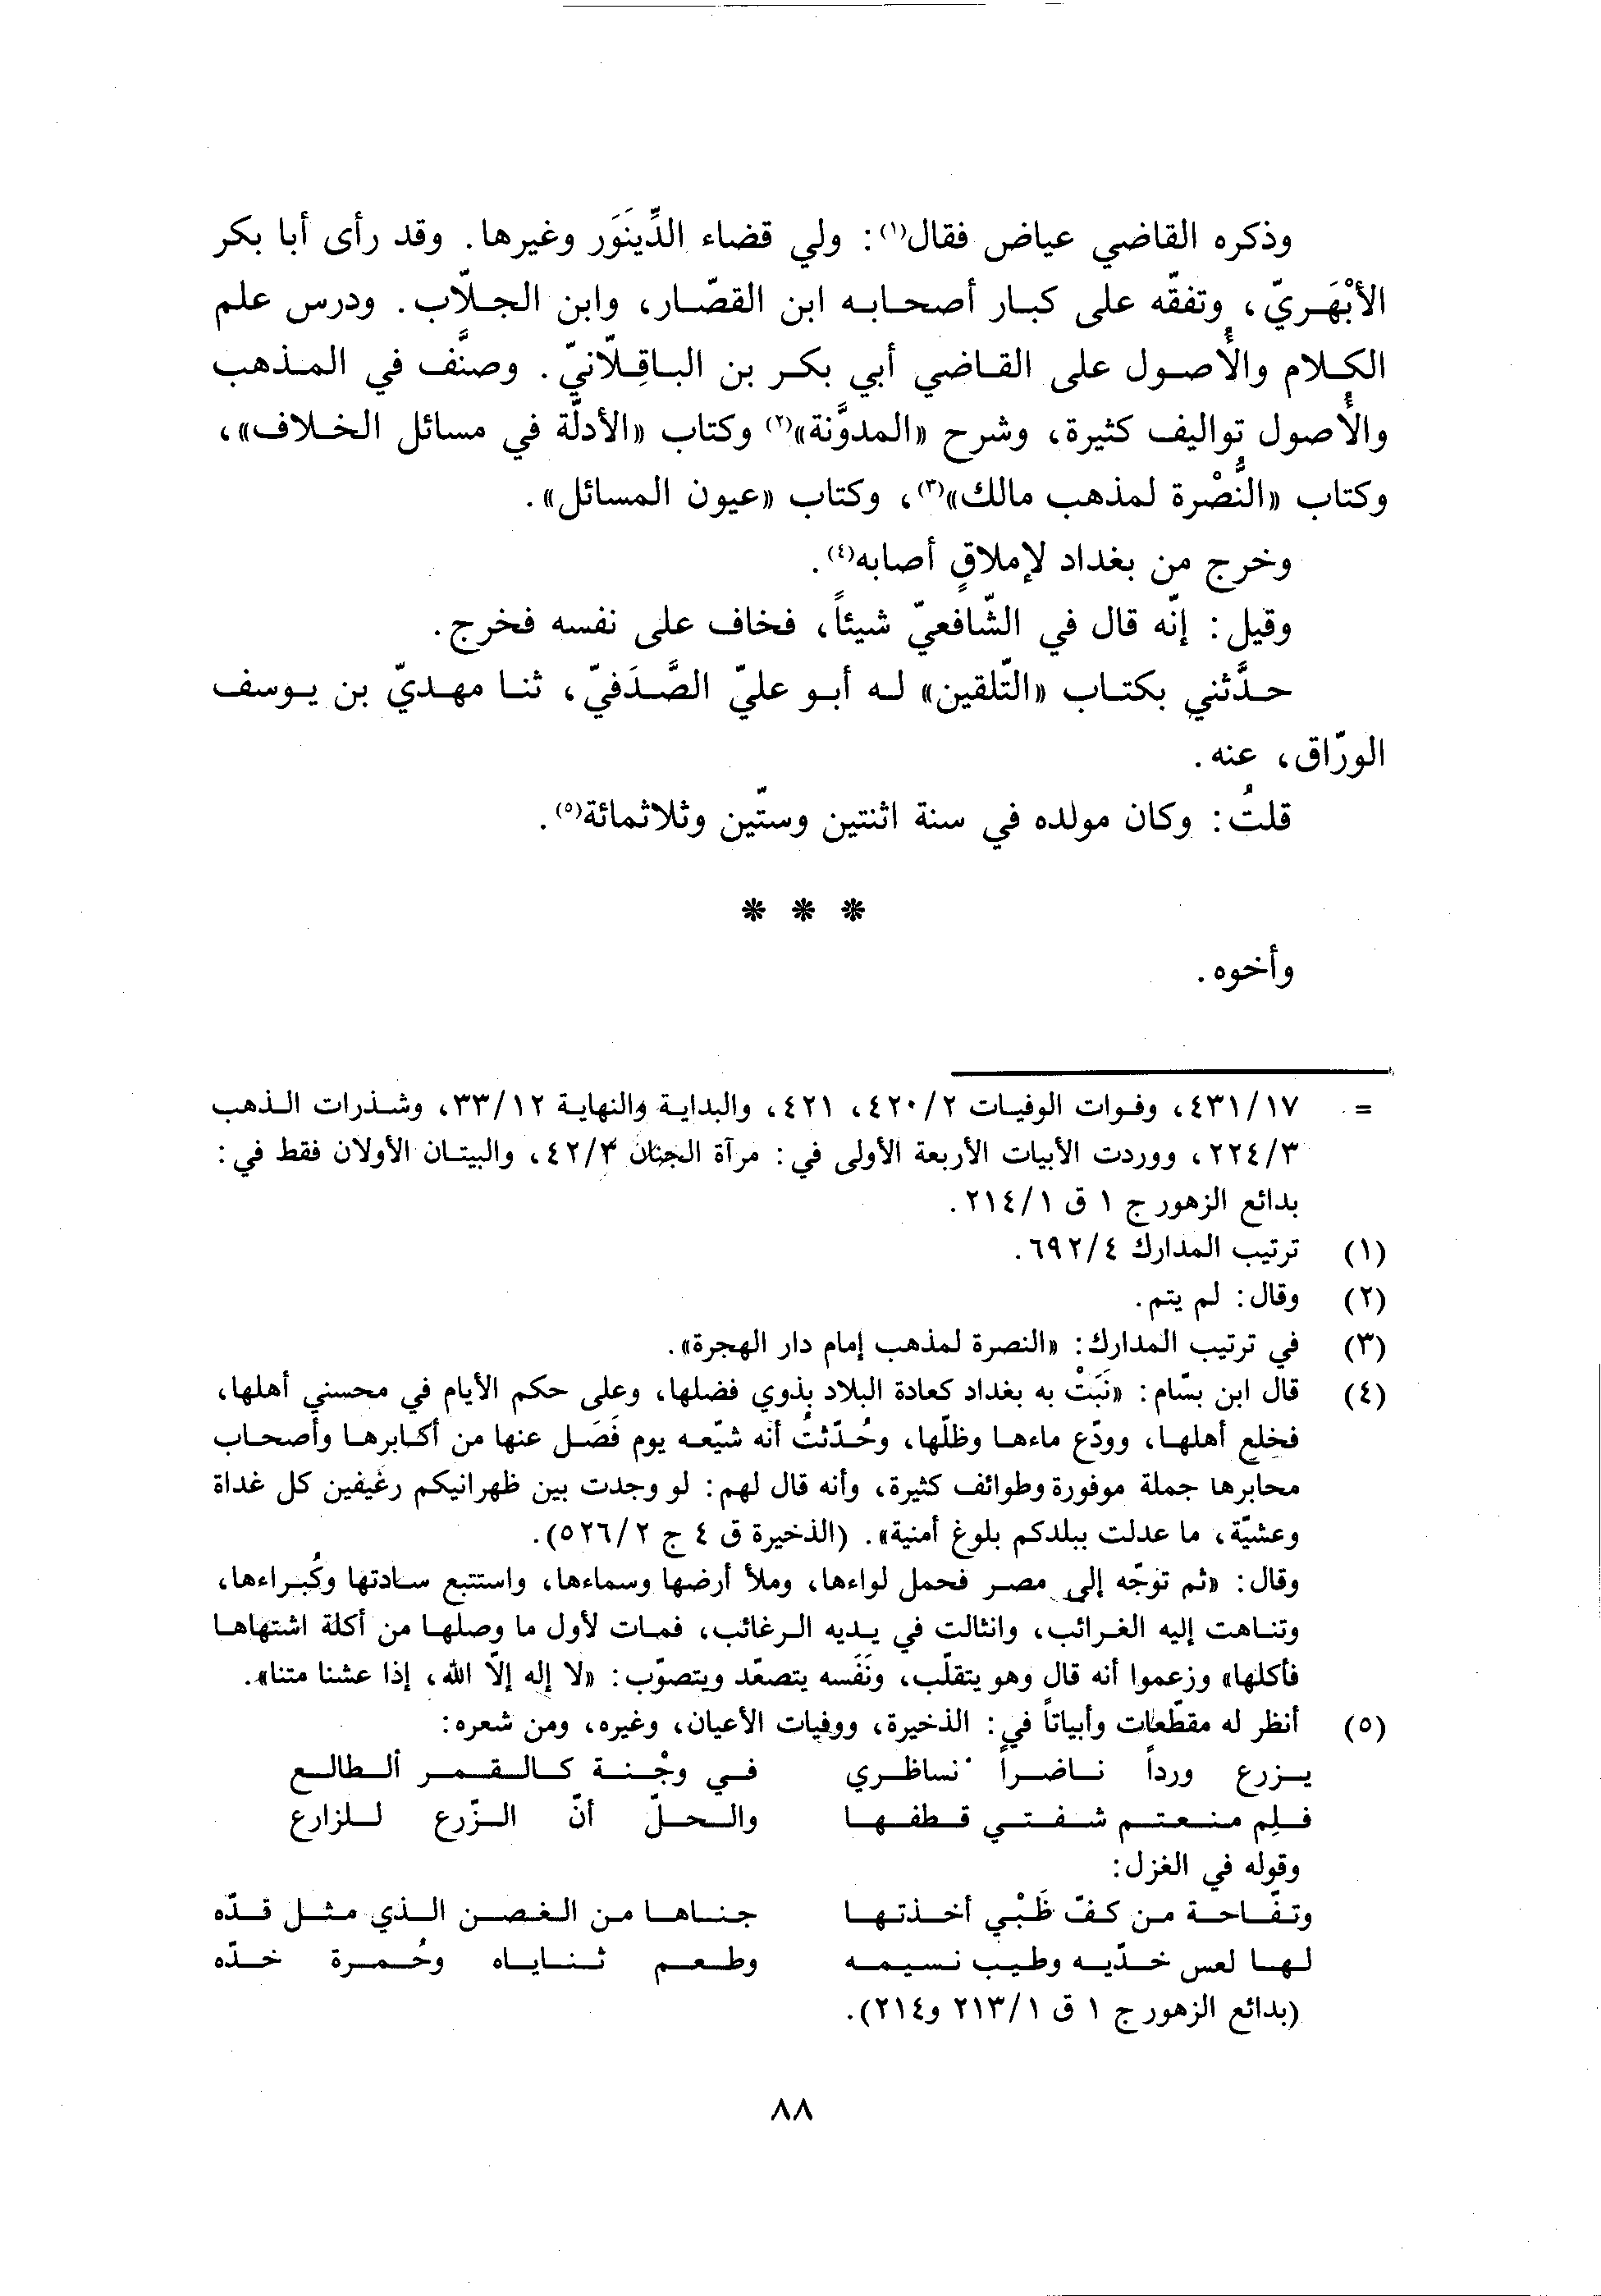 وذكره القاضي عياض فقال(١): ولي قضاء الدِّينَوَر وغيرها. وقد رأى أبا بكر
الأبْهَريّ، وتفقّه على كبار أصحابه ابن القصّار، وابن الجلّاب. ودرس علم
الكلام والأُصول على القاضي أبي بكر بن الباقِلّانيّ. وصنَّف في المذهب
والأُصول تواليف كثيرة، وشرح «المدوَّنة»(٢) وكتاب «الأدلّة في مسائل الخلاف»،
وكتاب «النُّصْرة لمذهب مالك»(٣)، وكتاب «عيون المسائل».
وخرج من بغداد لإملاقٍ أصابه(٤).
وقيل: إنّه قال في الشّافعيّ شيئاً، فخاف على نفسه فخرج.
حدَّثني بكتاب «التّلقين» له أبو عليّ الصَّدَفيّ، ثنا مهديّ بن يوسف
الورّاق، عنه.
قلتُ: وكان مولده في سنة اثنتين وستّين وثلاثمائة(٥).
* * *
وأخوه.
= ٤٣١/١٧، وفوات الوفيات ٤٢٠/٢، ٤٢١، والبداية والنهاية ٣٣/١٢، وشذرات الذهب
٢٢٤/٣، ووردت الأبيات الأربعة الأولى في: مرآة الجنان ٤٢/٣، والبيتان الأولان فقط في:
بدائع الزهور ج ١ ق ٢١٤/١.
(١) ترتيب المدارك ٦٩٢/٤.
(٢) وقال: لم يتم.
(٣) في ترتيب المدارك: «النصرة لمذهب إمام دار الهجرة».
(٤) قال ابن بسّام: «نَبَتْ به بغداد كعادة البلاد بذوي فضلها، وعلى حكم الأيام في محسني أهلها،
فخلع أهلها، وودّع ماءها وظلّها، وحُدّثتُ أنه شيّعه يوم فَصَل عنها من أكابرها وأصحاب
محابرها جملة موفورة وطوائف كثيرة، وأنه قال لهم: لو وجدت بين ظهرانيكم رغيفين كل غداة
وعشيّة، ما عدلت ببلدكم بلوغ أمنية». (الذخيرة ق ٤ ج ٥٢٦/٢).
وقال: «ثم توجّه إلى مصر فحمل لواءها، وملأ أرضها وسماءها، واستتبع سادتها وكُبراءها،
وتناهت إليه الغرائب، وانثالت في يديه الرغائب، فمات لأول ما وصلها من أكلة اشتهاها
فأكلها» وزعموا أنه قال وهو يتقلّب، ونَفَسه يتصعّد ويتصوّب: «لا إله إلاّ الله، إذا عشنا متنا».
(٥) أنظر له مقطّعات وأبياتاً في: الذخيرة، ووفيات الأعيان، وغيره، ومن شعره:
يزرع ورداً ناضراً نساظري في وجْنة كالقمر ألطالع
فلِم منعتم شفتي قطفها والحلّ أنّ الزّرع للزارع
وقوله في الغزل:
وتفّاحة من كفّ ظَبْي أخذتها جناها من الغصن الذي مثل قدّه
لها لعس خدّيه وطيب نسيمه وطعم ثناياه وحُمرة خدّه
(بدائع الزهور ج ١ ق ٢١٣/١ و٢١٤).
٨٨